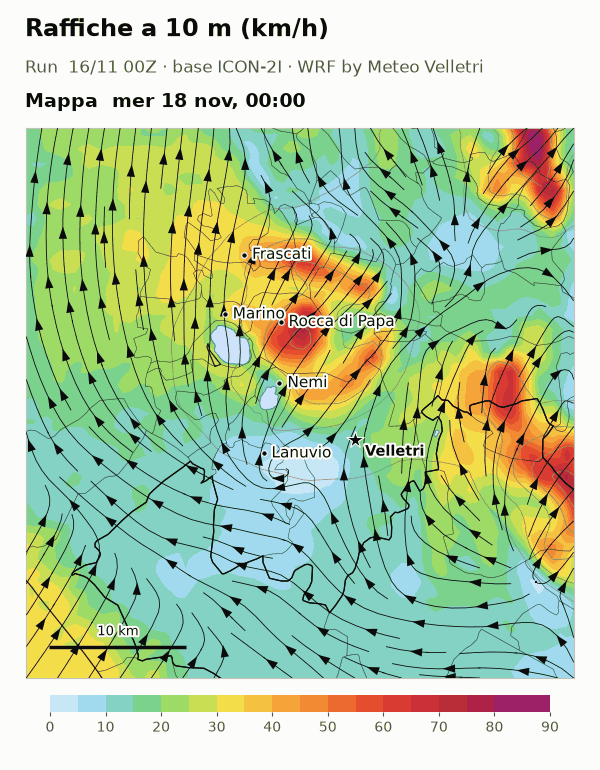 Raffiche a 10 m (km/h)
Run  16/11 00Z · base ICON-2I · WRF by Meteo Velletri
Mappa  mer 18 nov, 00:00
Frascati
Marino
Rocca di Papa
Nemi
Velletri
Lanuvio
10 km
0 10 20 30 40 50 60 70 80 90